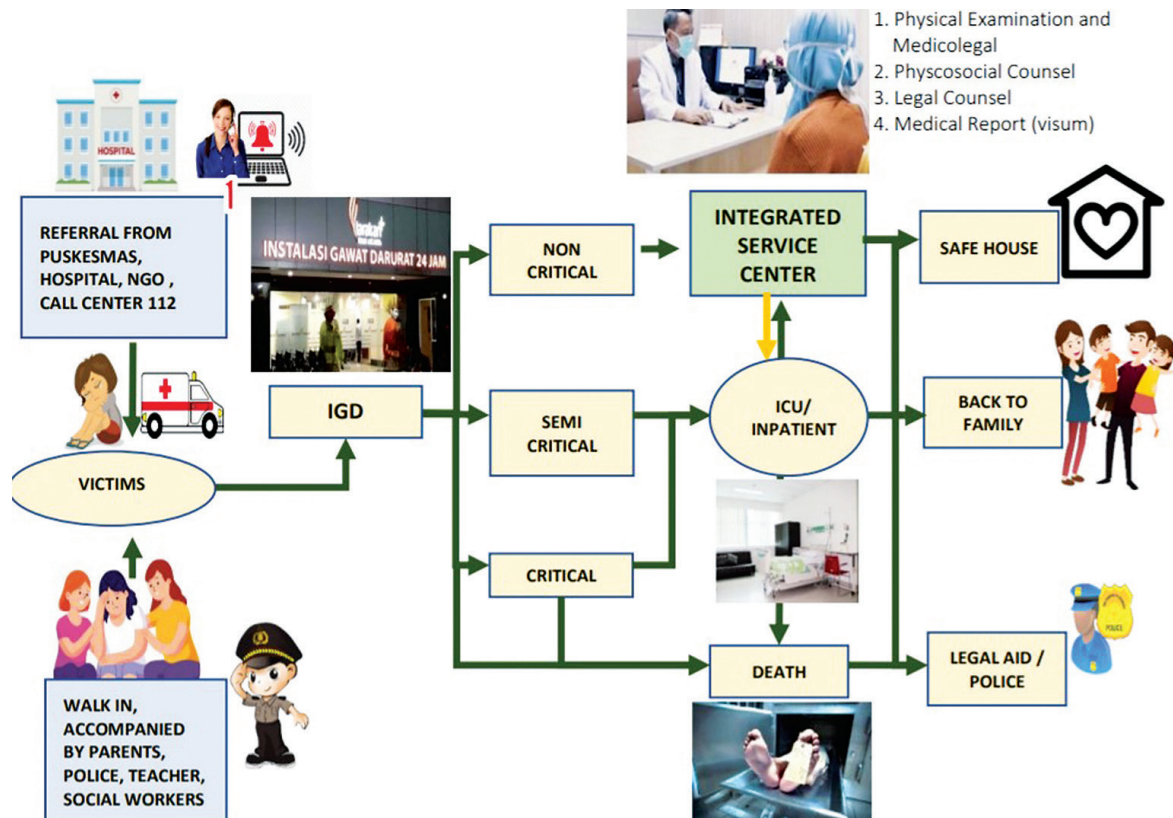 1. Physical Examination and
Medicolegal
2. Physcosocial Counsel
3. Legal Counsel
4. Medical Report (visum)
HOSPITAL
1
REFERRAL FROM
PUSKESMAS,
HOSPITAL, NGO ,
CALL CENTER 112
tarakan
INSTALASI GAWAT DARURAT 24 JAM
NON
CRITICAL
INTEGRATED
SERVICE
CENTER
SAFE HOUSE
IGD
SEMI
CRITICAL
ICU/
INPATIENT
BACK TO
FAMILY
VICTIMS
CRITICAL
WALK IN,
ACCOMPANIED
BY PARENTS,
POLICE, TEACHER,
SOCIAL WORKERS
DEATH
LEGAL AID /
POLICE
POLICE